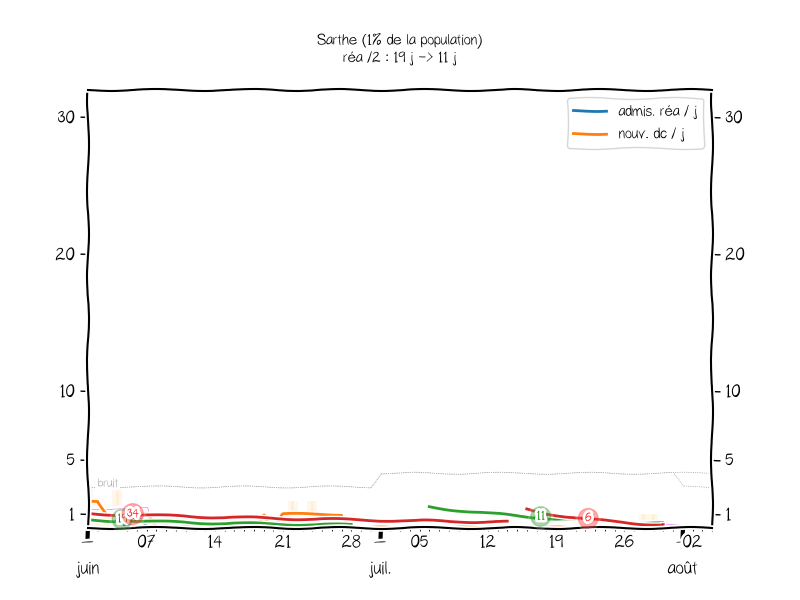 Sarthe (1% de la population)
réa /2 : 19 j -> 11 j
30
30
admis. réa / j
nouv. dc / j
20
20
10
10
5
5
bruit
1
1
34
11
6
07
14
21
28
05
12
19
26
02
juin
juil.
août